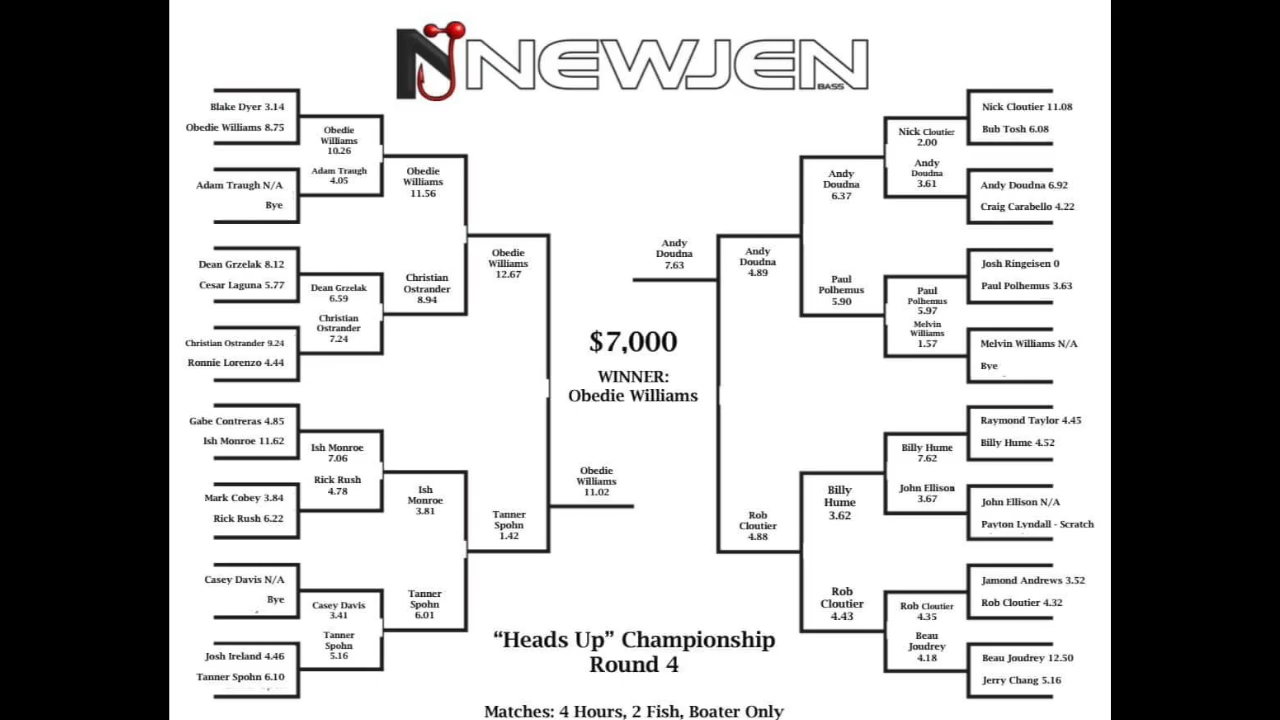 NEWJEN
BASS
Blake Dyer 3.14
Obedie Williams 8.75
Adam Traugh N/A
Bye
Dean Grzelak 8.12
Cesar Laguna 5.77
Christian Ostrander 9.24
Ronnie Lorenzo 4.44
Gabe Contreras 4.85
Ish Monroe 11.62
Mark Cobey 3.84
Rick Rush 6.22
Casey Davis N/A
Bye
Josh Ireland 4.46
Tanner Spohn 6.10
Obedie
Williams
10.26
Adam Traugh
4.05
Dean Grzelak
6.59
Christian
Ostrander
7.24
Ish Monroe
7.06
Rick Rush
4.78
Casey Davis
3.41
Tanner
Spohn
5.16
Obedie
Williams
11.56
Christian
Ostrander
8.94
Ish
Monroe
3.81
Tanner
Spohn
6.01
Obedie
Williams
12.67
Tanner
Spohn
1.42
Obedie
Williams
11.02
Andy
Doudna
7.63
$7,000
WINNER:
Obedie Williams
Andy
Doudna
4.89
Rob
Cloutier
4.88
Andy
Doudna
6.37
Paul
Polhemus
5.90
Billy
Hume
3.62
Rob
Cloutier
4.43
Nick Cloutier
2.00
Andy
Doudna
3.61
Paul
Polhemus
5.97
Melvin
Williams
1.57
Billy Hume
7.62
John Ellison
3.67
Rob Cloutier
4.35
Beau
Joudrey
4.18
Nick Cloutier 11.08
Bub Tosh 6.08
Andy Doudna 6.92
Craig Carabello 4.22
Josh Ringeisen 0
Paul Polhemus 3.63
Melvin Williams N/A
Bye
Raymond Taylor 4.45
Billy Hume 4.52
John Ellison N/A
Payton Lyndall - Scratch
Jamond Andrews 3.52
Rob Cloutier 4.32
Beau Joudrey 12.50
Jerry Chang 5.16
“Heads Up” Championship
Round 4
Matches: 4 Hours, 2 Fish, Boater Only